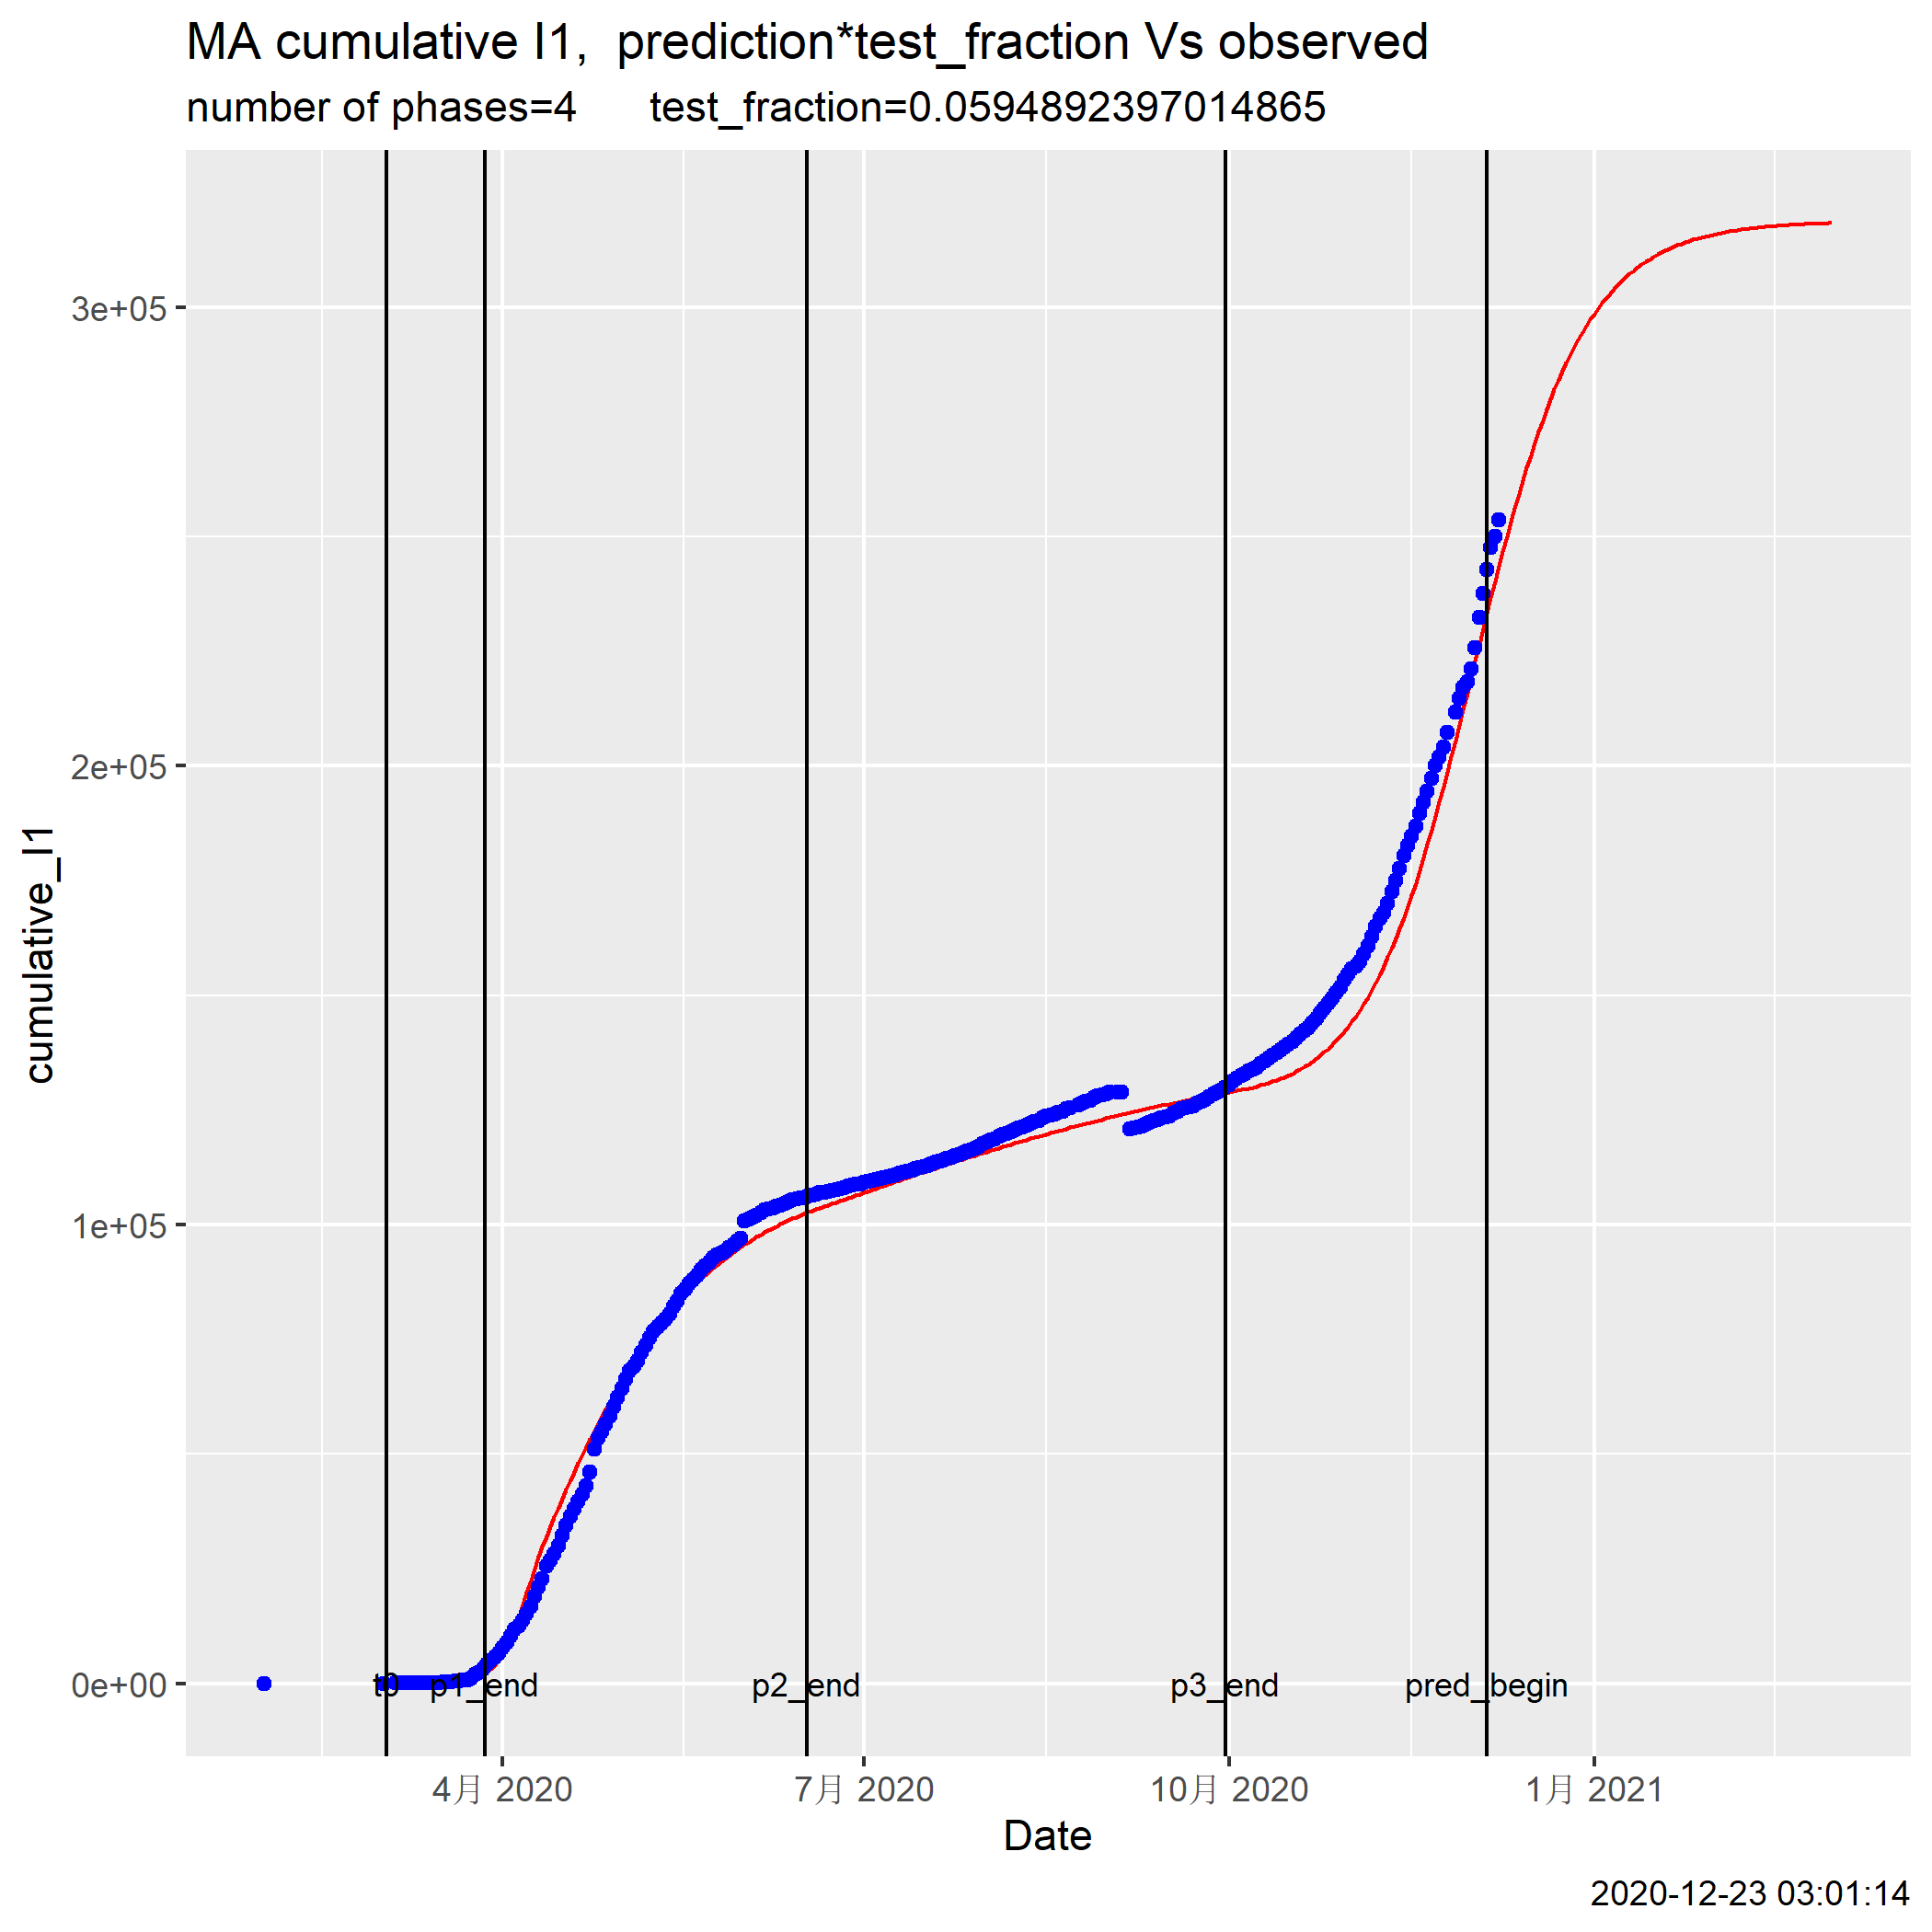 MA cumulative I1,  prediction*test_fraction Vs observed
number of phases=4      test_fraction=0.0594892397014865
3e+05
2e+05
1e+05
0e+00
cumulative_I1
t0
p1_end
p2_end
p3_end
pred_begin
4月 2020
7月 2020
10月 2020
1月 2021
Date
2020-12-23 03:01:14